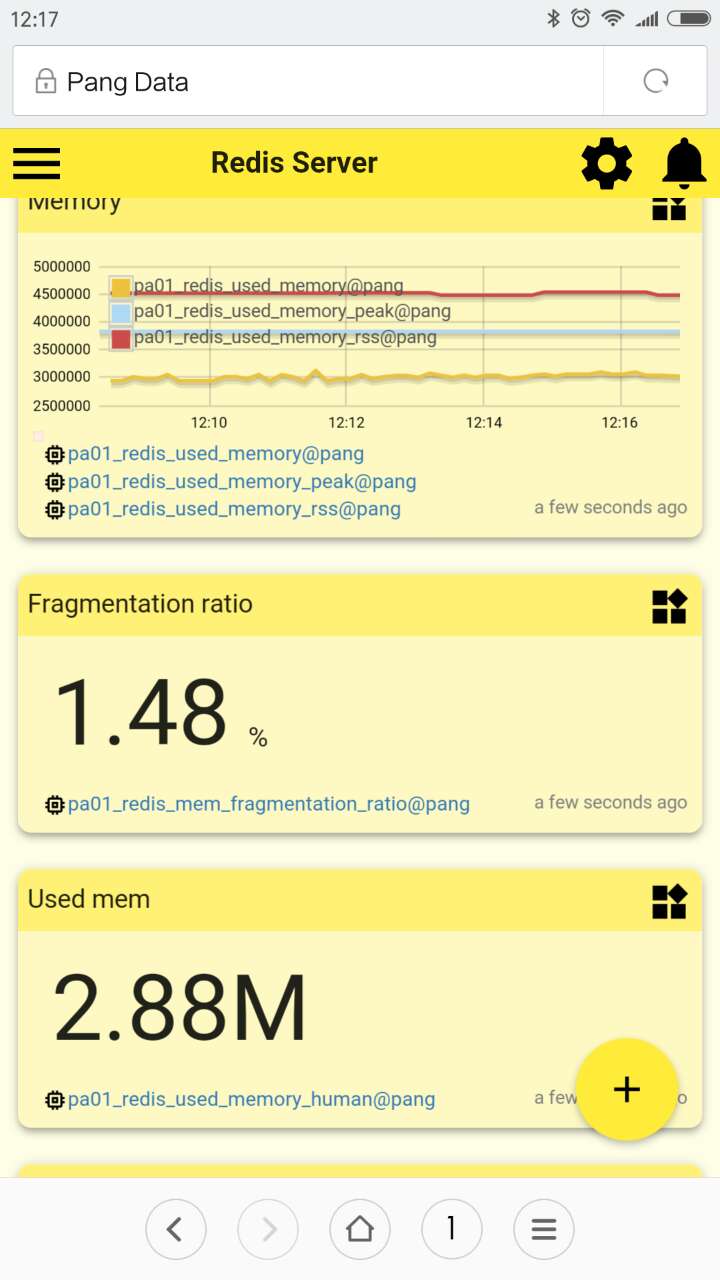 12:17
Pang Data
Redis Server
Memory
5000000
4500000
4000000
3500000
3000000
2500000
pa01_redis_used_memory@pang
pa01_redis_used_memory_peak@pang
pa01_redis_used_memory_rss@pang
12:10 12:12 12:14 12:16
pa01_redis_used_memory@pang
pa01_redis_used_memory_peak@pang
pa01_redis_used_memory_rss@pang a few seconds ago
Fragmentation ratio
1.48 %
pa01_redis_mem_fragmentation_ratio@pang a few seconds ago
Used mem
2.88M
+
pa01_redis_used_memory_human@pang a few o
1